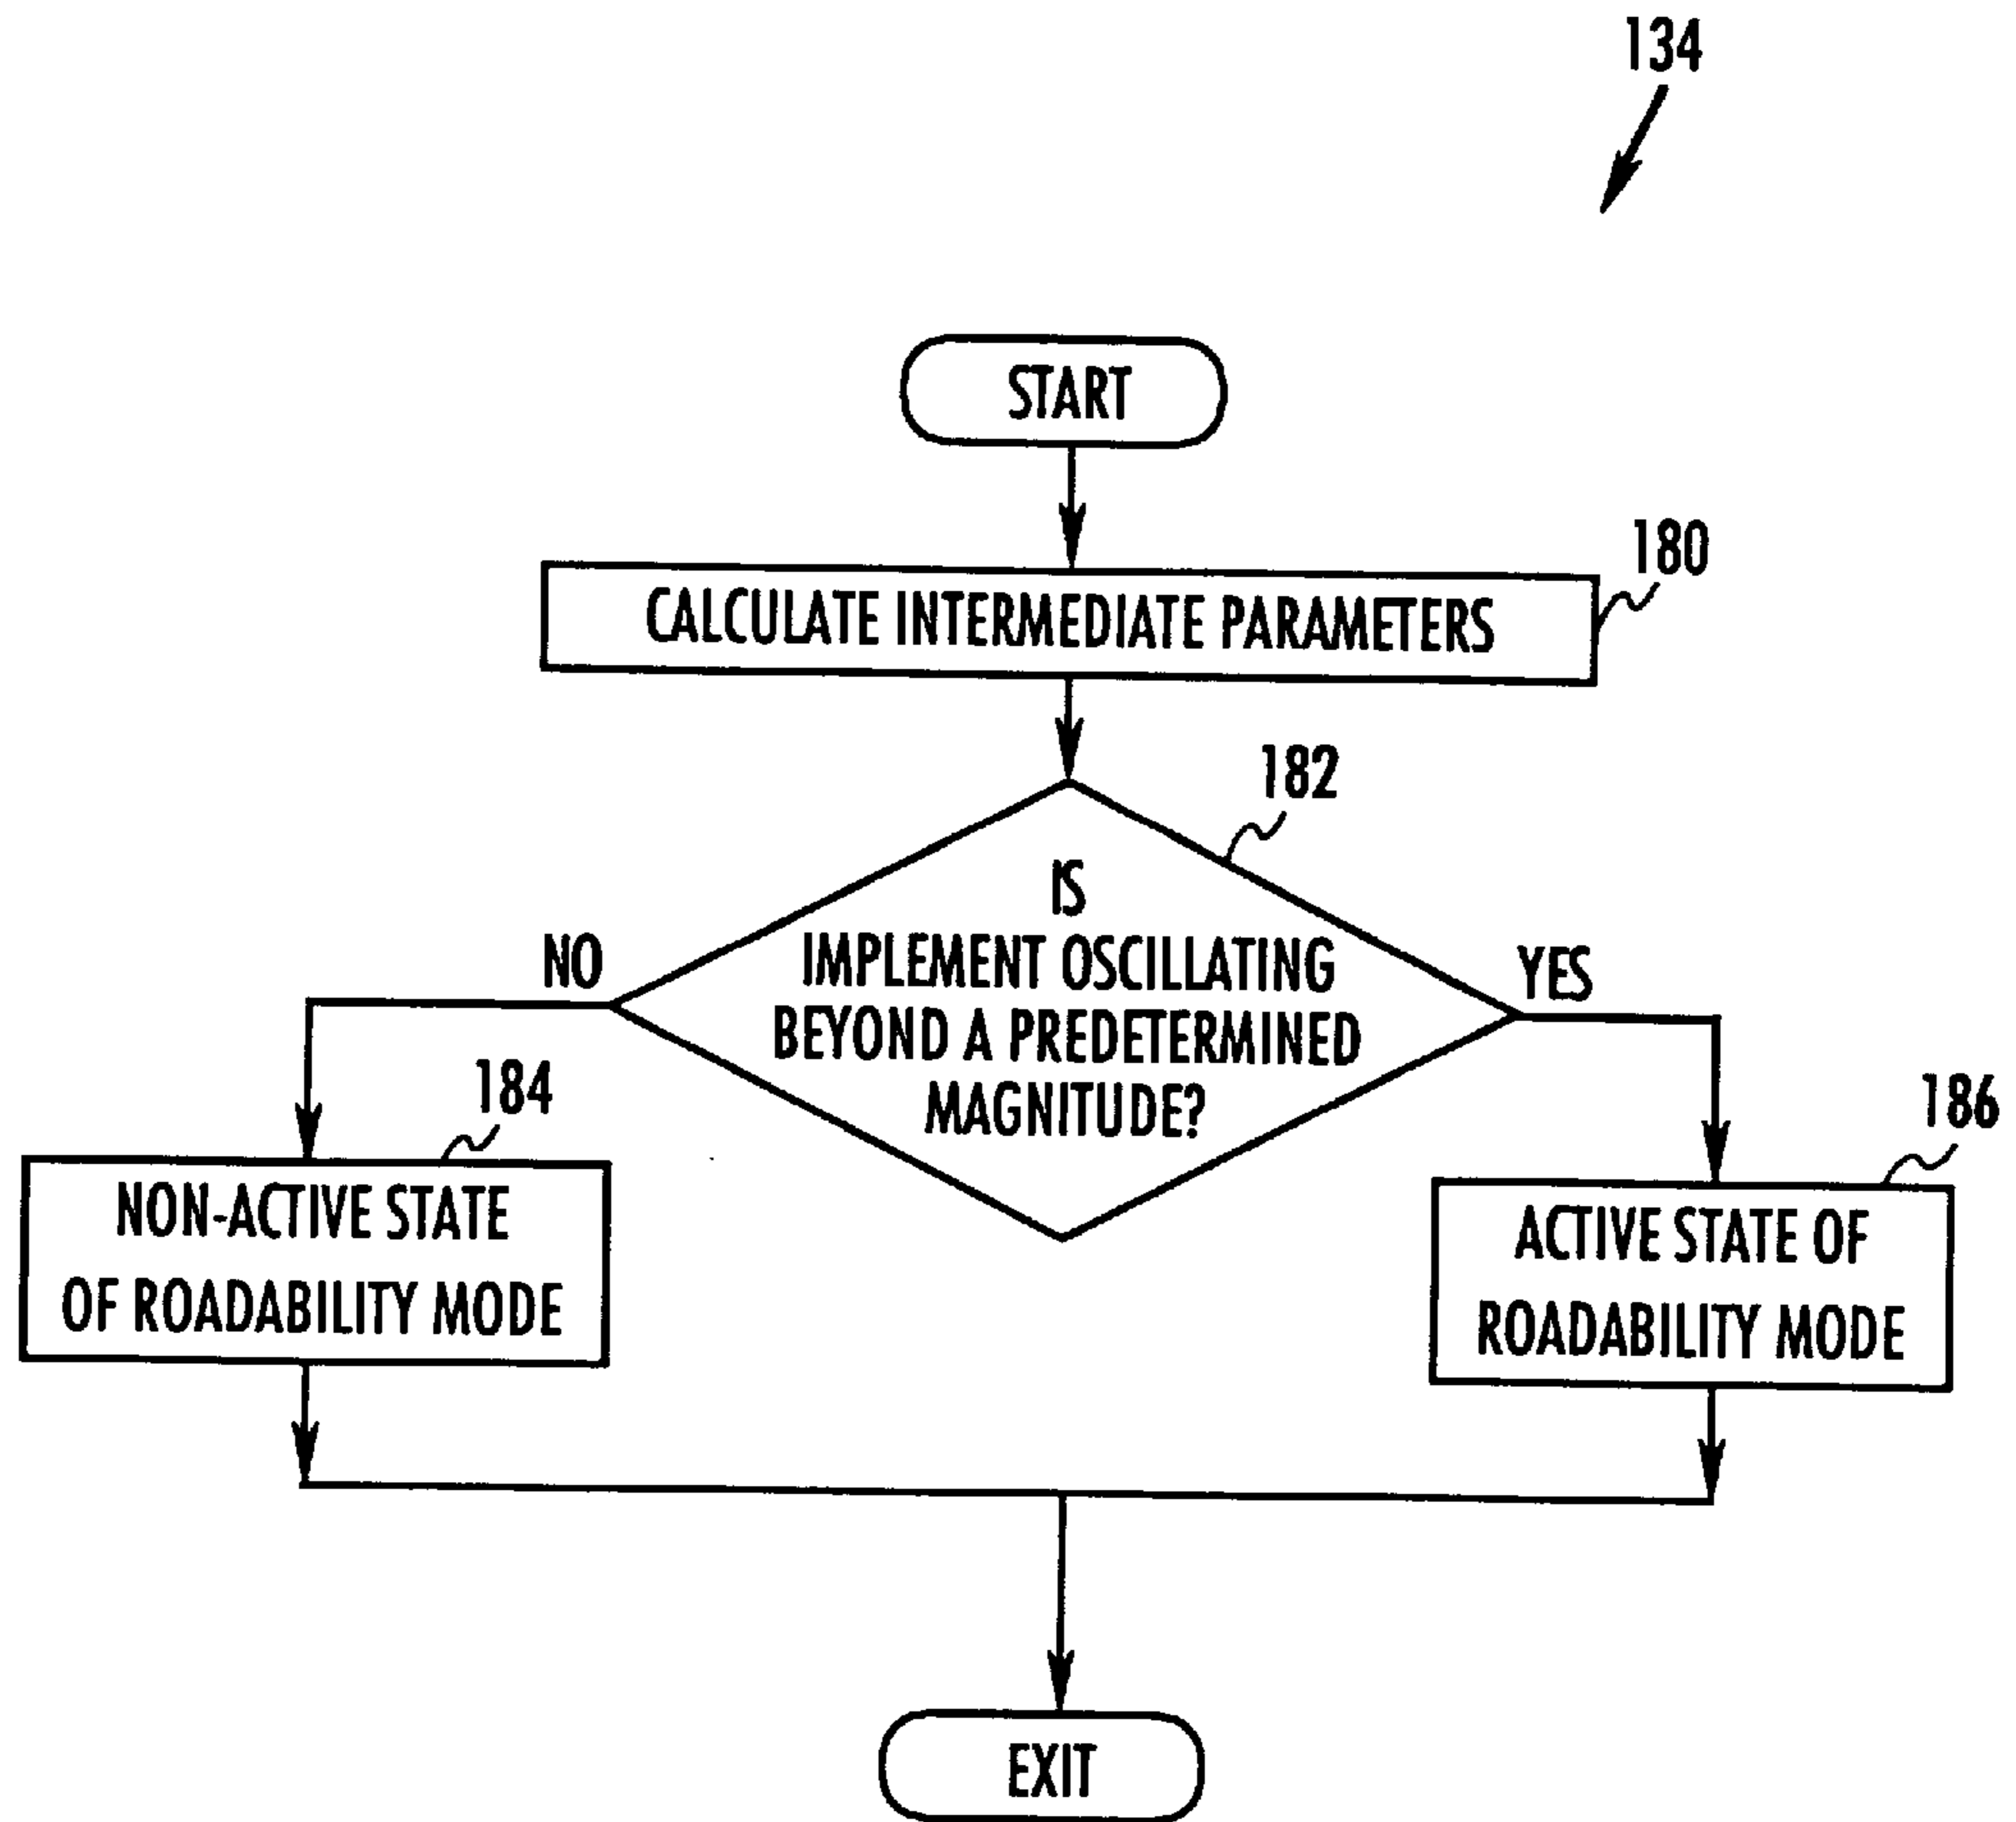 134
START
180
CALCULATE INTERMEDIATE PARAMETERS
182
IS
IMPLEMENT OSCILLATING
BEYOND A PREDETERMINED
MAGNITUDE?
NO
YES
184
NON-ACTIVE STATE
OF ROADABILITY MODE
186
ACTIVE STATE OF
ROADABILITY MODE
EXIT